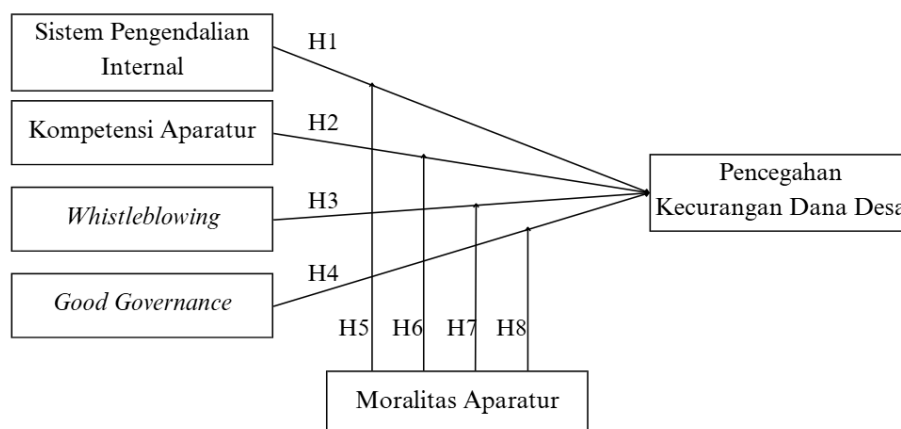 Sistem Pengendalian
Internal
H1
Kompetensi Aparatur
H2
Whistleblowing
H3
Good Governance
H4
Pencegahan
Kecurangan Dana Desa
H5
H6
H7
H8
Moralitas Aparatur